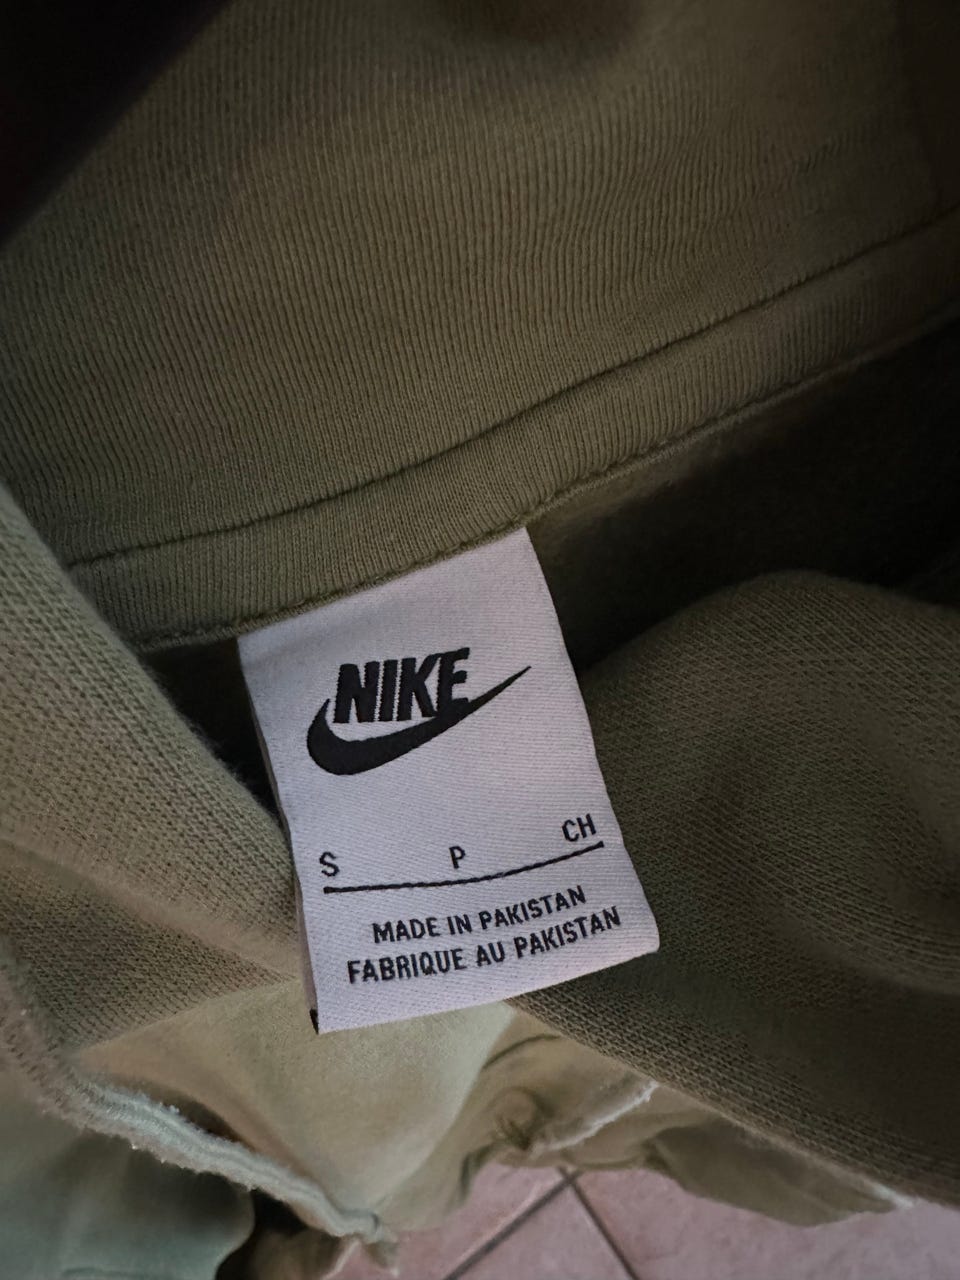 NIKE
S P CH
MADE IN PAKISTAN
FABRIQUE AU PAKISTAN